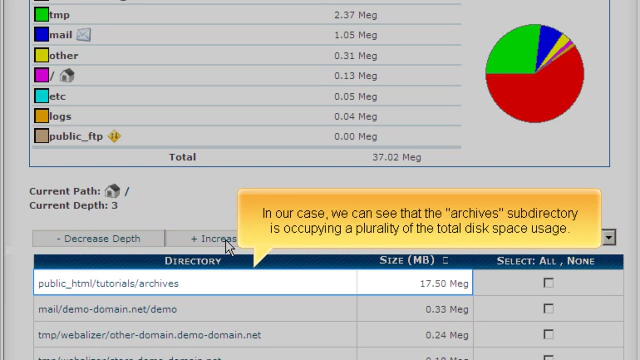 tmp 2.37 Meg
mail 1.05 Meg
other 0.31 Meg
/ 0.13 Meg
etc 0.05 Meg
logs 0.04 Meg
public_ftp 0.00 Meg
Total 37.02 Meg
Current Path: /
Current Depth: 3
In our case, we can see that the "archives" subdirectory
is occupying a plurality of the total disk space usage.
- Decrease Depth + Increas
DIRECTORY SIZE (MB) SELECT: ALL , NONE
public_html/tutorials/archives 17.50 Meg
mail/demo-domain.net/demo 0.33 Meg
tmp/webalizer/other-domain.demo-domain.net 0.24 Meg